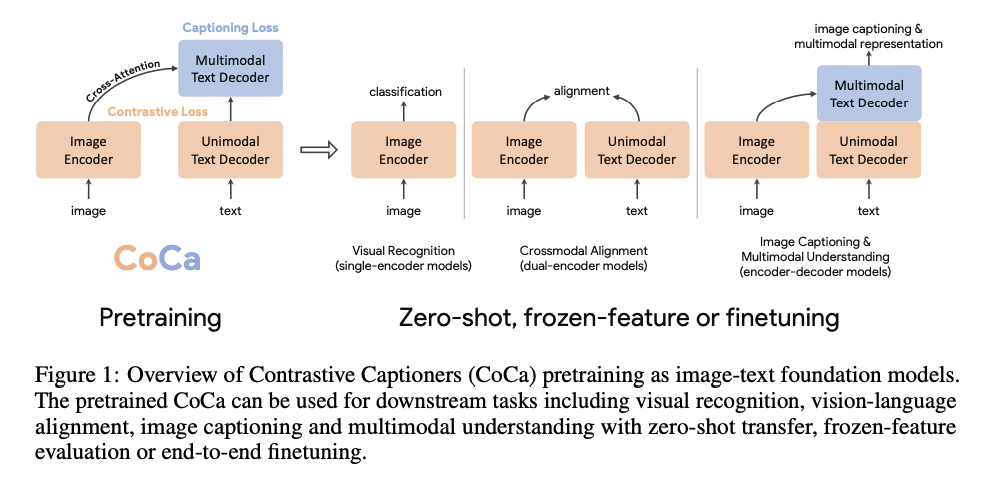 Captioning Loss
Multimodal
Text Decoder
Cross-Attention
Contrastive Loss
Image
Encoder
Unimodal
Text Decoder
image
text
CoCa
Pretraining
classification
Image
Encoder
image
Visual Recognition
(single-encoder models)
alignment
Image
Encoder
Unimodal
Text Decoder
image
text
Crossmodal Alignment
(dual-encoder models)
image captioning &
multimodal representation
Multimodal
Text Decoder
Image
Encoder
Unimodal
Text Decoder
image
text
Image Captioning &
Multimodal Understanding
(encoder-decoder models)
Zero-shot, frozen-feature or finetuning
Figure 1: Overview of Contrastive Captioners (CoCa) pretraining as image-text foundation models.
The pretrained CoCa can be used for downstream tasks including visual recognition, vision-language
alignment, image captioning and multimodal understanding with zero-shot transfer, frozen-feature
evaluation or end-to-end finetuning.